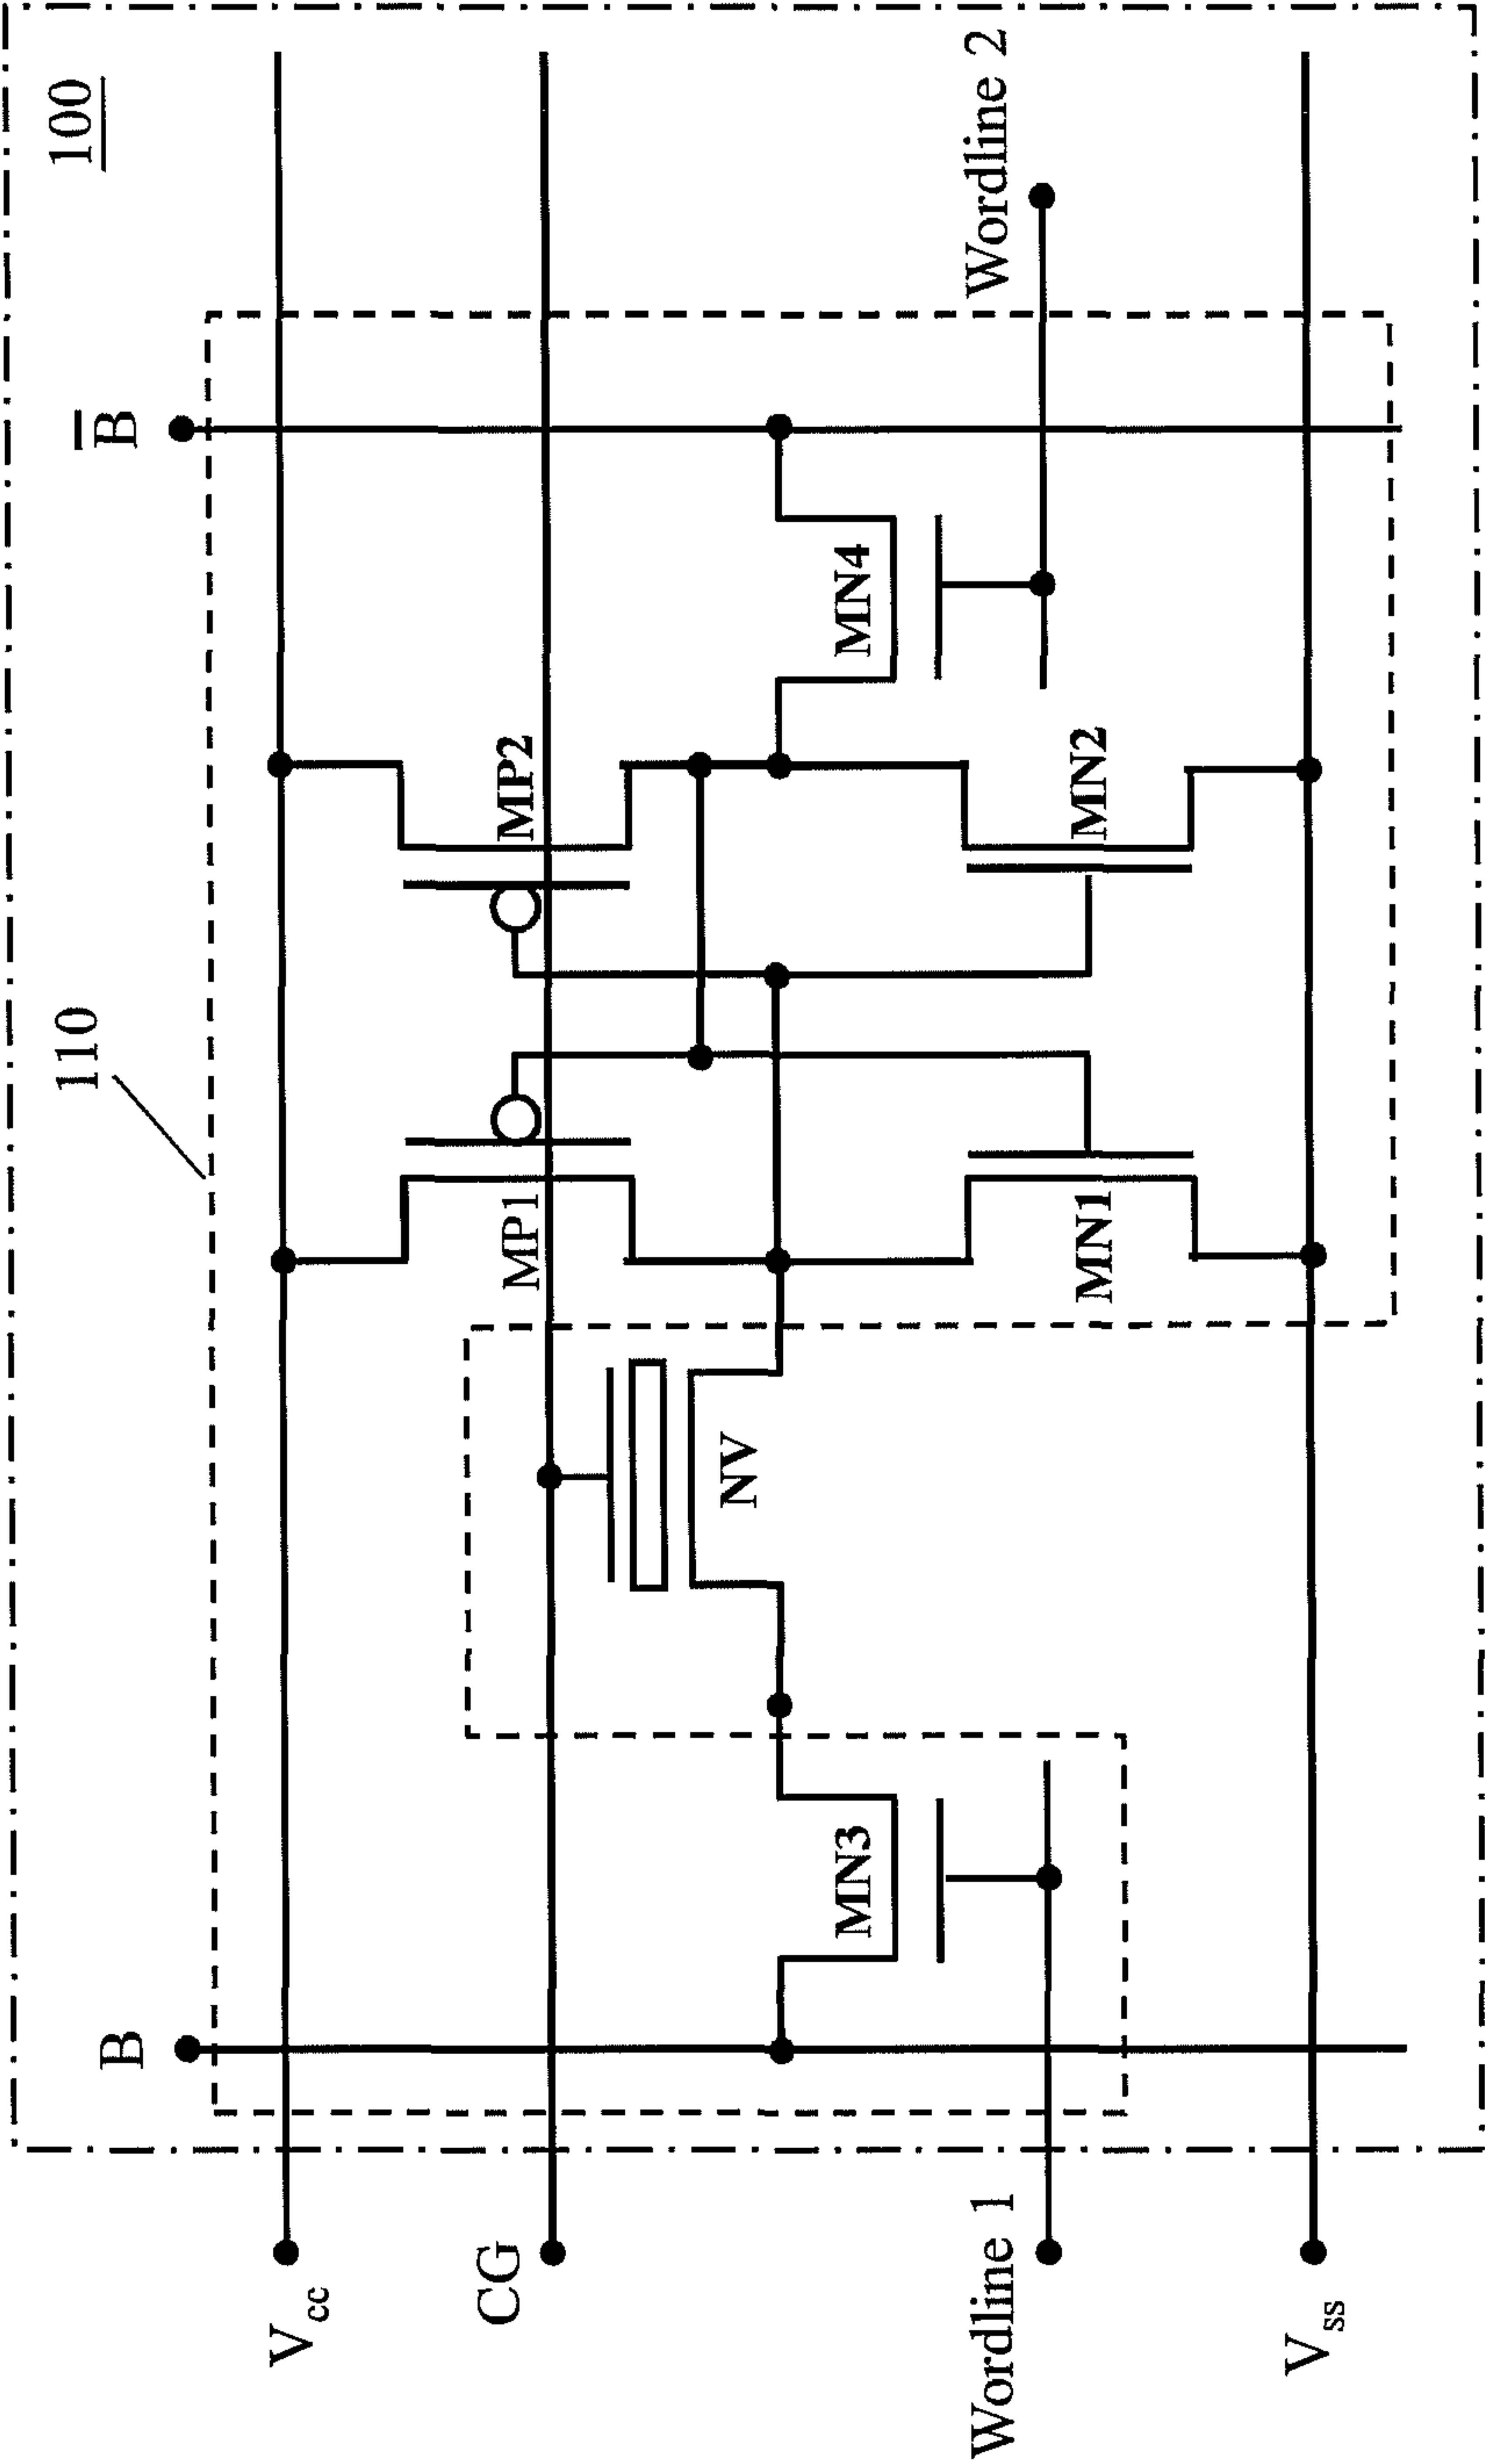 100
110
B
B̅
Vcc
CG
Wordline 1
Vss
Wordline 2
MP1
MP2
MN1
MN2
NV
MN3
MN4